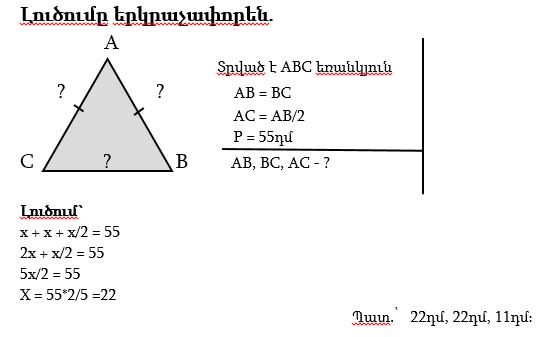 Լուծումը երկրաչափորեն.
A
? ?
C ? B
Տրված է ABC եռանկյուն
AB = BC
AC = AB/2
P = 55դմ
AB, BC, AC - ?
Լուծում՝
x + x + x/2 = 55
2x + x/2 = 55
5x/2 = 55
X = 55*2/5 =22
Պատ.՝ 22դմ, 22դմ, 11դմ: